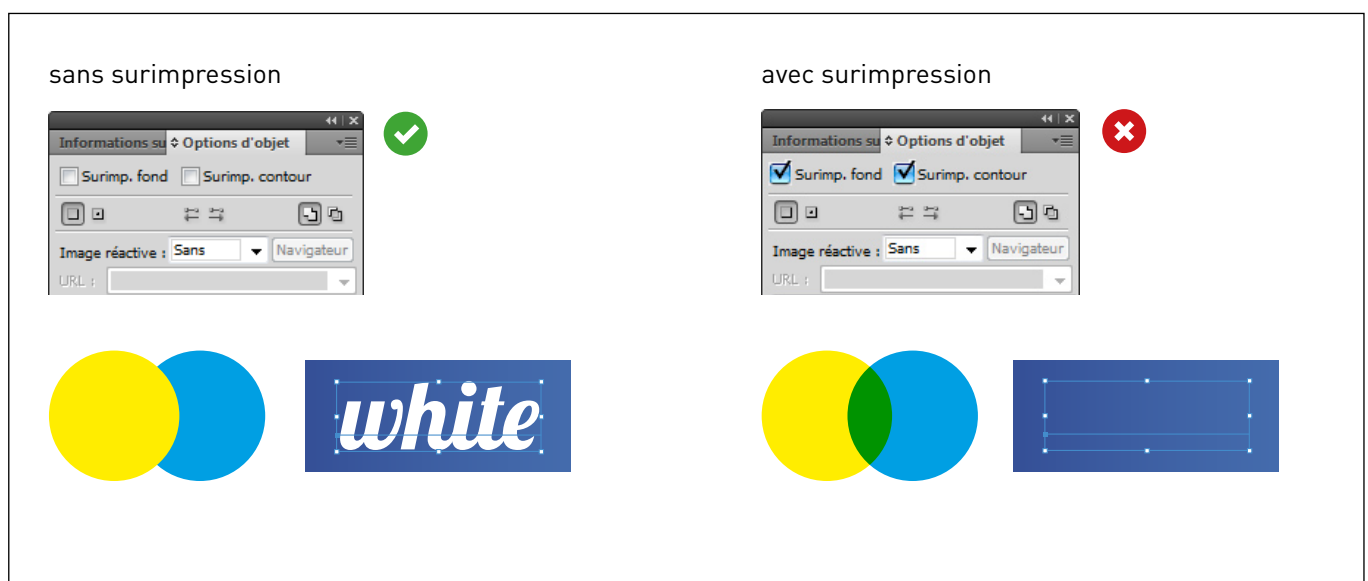 sans surimpression
Informations su Options d'objet
Surimp. fond Surimp. contour
Image réactive : Sans Navigateur
URL :
white
avec surimpression
Informations su Options d'objet
Surimp. fond Surimp. contour
Image réactive : Sans Navigateur
URL :